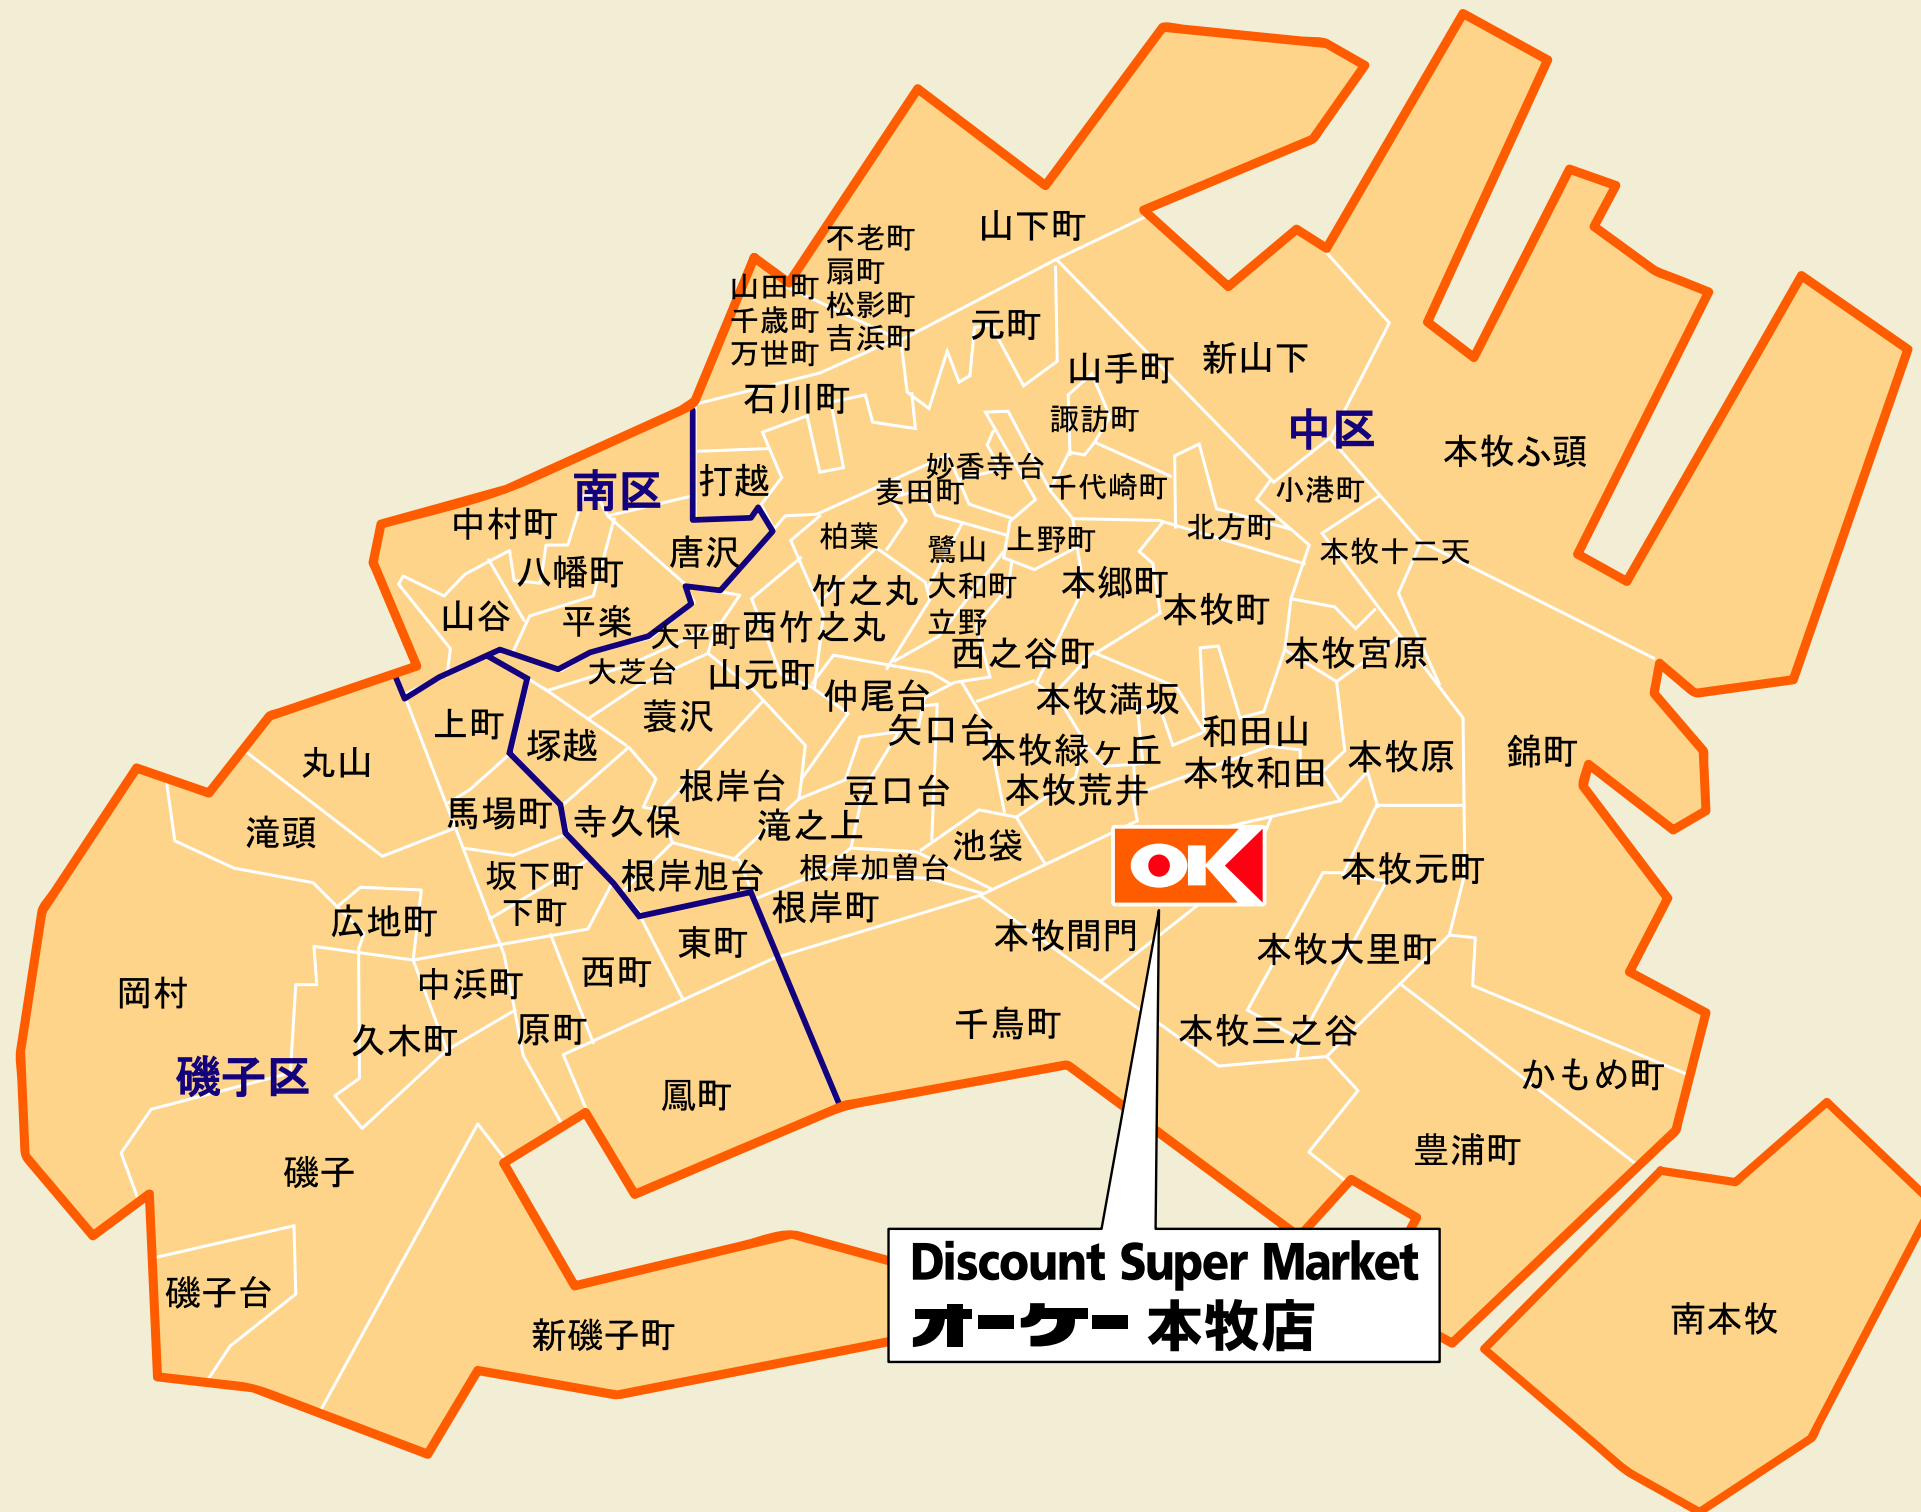 山下町
不老町
扇町
山田町
松影町
千歳町
吉浜町
万世町
元町
新山下
山手町
石川町
諏訪町
中区
本牧ふ頭
妙香寺台
麦田町
千代崎町
小港町
打越
南区
中村町
柏葉
鷺山
上野町
北方町
本牧十二天
唐沢
八幡町
竹之丸
大和町
本郷町
本牧町
山谷
平楽
大平町
西竹之丸
立野
西之谷町
本牧宮原
大芝台
山元町
仲尾台
本牧満坂
蓑沢
上町
塚越
矢口台
本牧緑ヶ丘
和田山
本牧原
錦町
丸山
根岸台
豆口台
本牧荒井
本牧和田
馬場町
寺久保
滝之上
滝頭
池袋
OK
坂下町
根岸旭台
根岸加曽台
本牧元町
下町
根岸町
広地町
東町
本牧間門
本牧大里町
岡村
中浜町
西町
久木町
原町
千鳥町
本牧三之谷
磯子区
鳳町
かもめ町
磯子
豊浦町
磯子台
新磯子町
南本牧
Discount Super Market
オーケー 本牧店